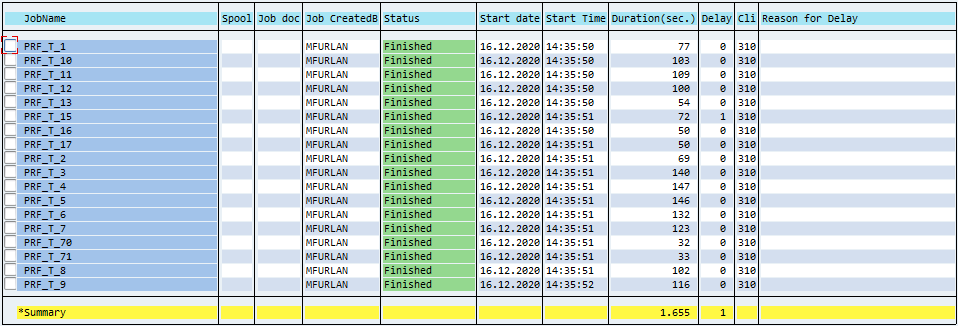 JobName Spool Job doc Job CreatedB Status Start date Start Time Duration(sec.) Delay Cli Reason for Delay
PRF_T_1 MFURLAN Finished 16.12.2020 14:35:50 77 0 310
PRF_T_10 MFURLAN Finished 16.12.2020 14:35:50 103 0 310
PRF_T_11 MFURLAN Finished 16.12.2020 14:35:50 109 0 310
PRF_T_12 MFURLAN Finished 16.12.2020 14:35:50 100 0 310
PRF_T_13 MFURLAN Finished 16.12.2020 14:35:50 54 0 310
PRF_T_15 MFURLAN Finished 16.12.2020 14:35:51 72 1 310
PRF_T_16 MFURLAN Finished 16.12.2020 14:35:50 50 0 310
PRF_T_17 MFURLAN Finished 16.12.2020 14:35:51 50 0 310
PRF_T_2 MFURLAN Finished 16.12.2020 14:35:51 69 0 310
PRF_T_3 MFURLAN Finished 16.12.2020 14:35:51 140 0 310
PRF_T_4 MFURLAN Finished 16.12.2020 14:35:51 147 0 310
PRF_T_5 MFURLAN Finished 16.12.2020 14:35:51 146 0 310
PRF_T_6 MFURLAN Finished 16.12.2020 14:35:51 132 0 310
PRF_T_7 MFURLAN Finished 16.12.2020 14:35:51 123 0 310
PRF_T_70 MFURLAN Finished 16.12.2020 14:35:51 32 0 310
PRF_T_71 MFURLAN Finished 16.12.2020 14:35:51 33 0 310
PRF_T_8 MFURLAN Finished 16.12.2020 14:35:51 102 0 310
PRF_T_9 MFURLAN Finished 16.12.2020 14:35:52 116 0 310
*Summary 1.655 1